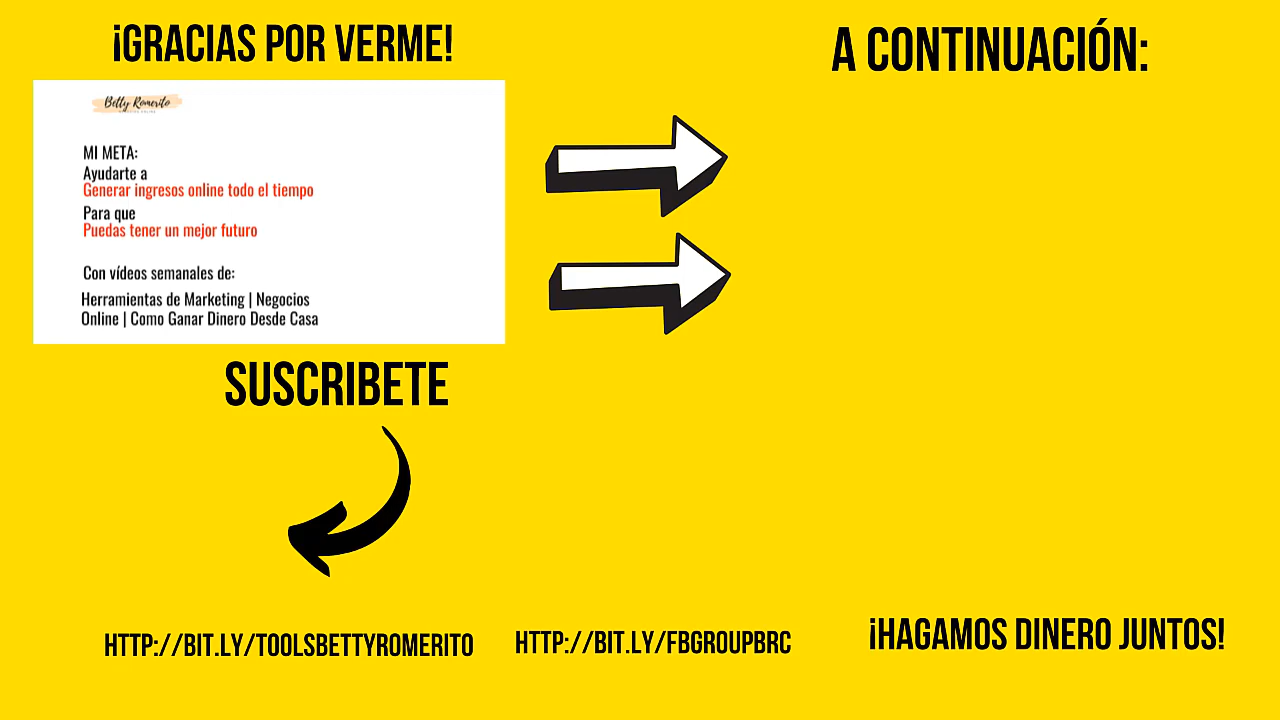 ¡GRACIAS POR VERME!
A CONTINUACIÓN:
Betty Romerito
MI META:
Ayudarte a
Generar ingresos online todo el tiempo
Para que
Puedas tener un mejor futuro
Con vídeos semanales de:
Herramientas de Marketing | Negocios
Online | Como Ganar Dinero Desde Casa
SUSCRIBETE
HTTP://BIT.LY/TOOLSBETTYROMERITO
HTTP://BIT.LY/FBGROUPBRC
¡HAGAMOS DINERO JUNTOS!